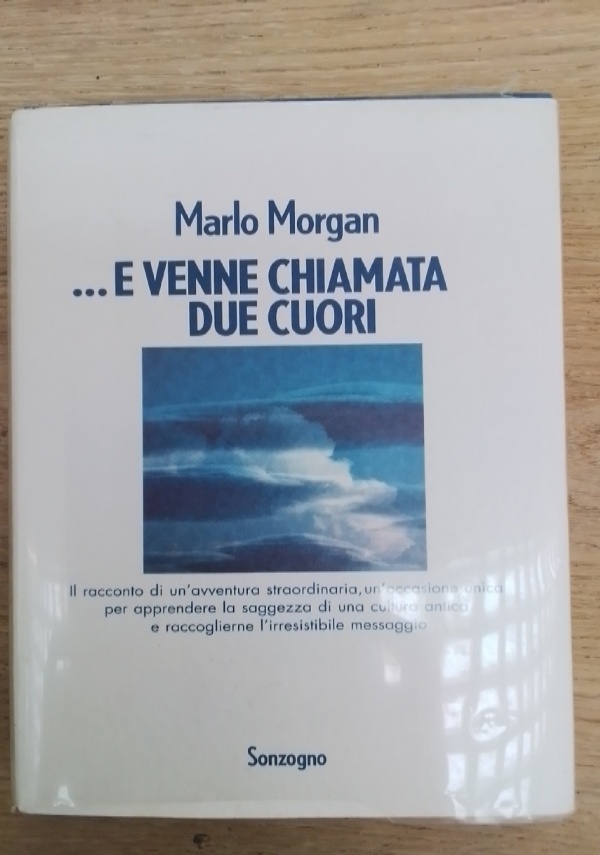 Marlo Morgan
...E VENNE CHIAMATA
DUE CUORI
Il racconto di un'avventura straordinaria, un'occasione unica
per apprendere la saggezza di una cultura antica
e raccoglierne l'irresistibile messaggio
Sonzogno